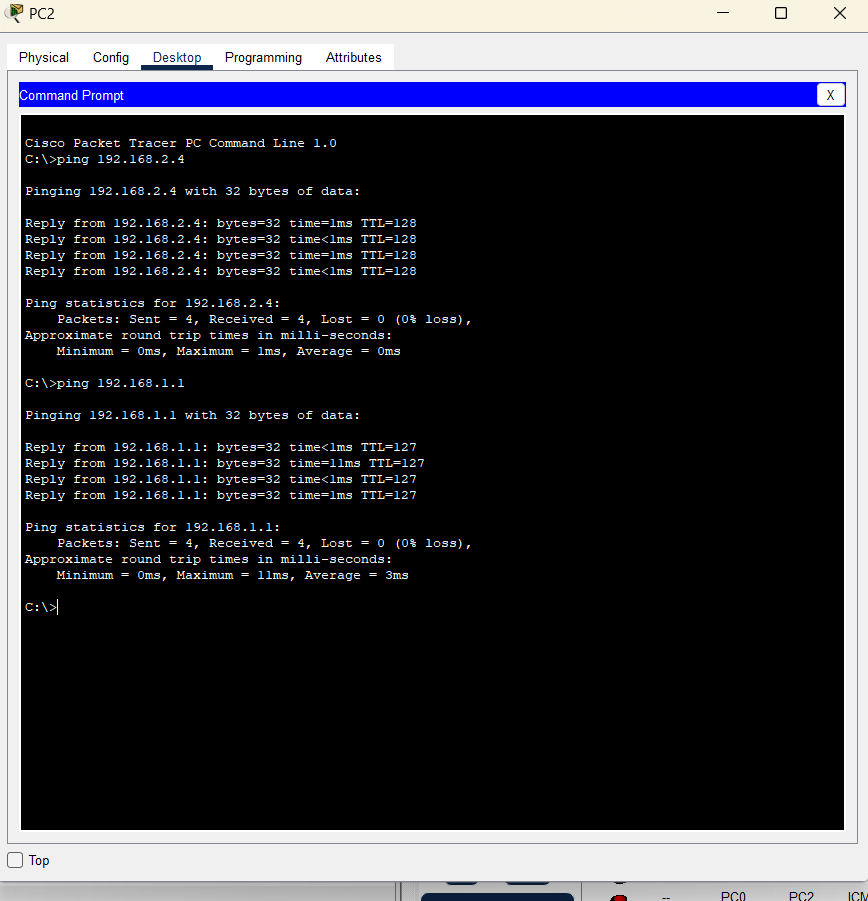 PC2
Physical Config Desktop Programming Attributes
Command Prompt X
Cisco Packet Tracer PC Command Line 1.0
C:\>ping 192.168.2.4
Pinging 192.168.2.4 with 32 bytes of data:
Reply from 192.168.2.4: bytes=32 time=1ms TTL=128
Reply from 192.168.2.4: bytes=32 time<1ms TTL=128
Reply from 192.168.2.4: bytes=32 time=1ms TTL=128
Reply from 192.168.2.4: bytes=32 time<1ms TTL=128
Ping statistics for 192.168.2.4:
Packets: Sent = 4, Received = 4, Lost = 0 (0% loss),
Approximate round trip times in milli-seconds:
Minimum = 0ms, Maximum = 1ms, Average = 0ms
C:\>ping 192.168.1.1
Pinging 192.168.1.1 with 32 bytes of data:
Reply from 192.168.1.1: bytes=32 time<1ms TTL=127
Reply from 192.168.1.1: bytes=32 time=11ms TTL=127
Reply from 192.168.1.1: bytes=32 time<1ms TTL=127
Reply from 192.168.1.1: bytes=32 time=1ms TTL=127
Ping statistics for 192.168.1.1:
Packets: Sent = 4, Received = 4, Lost = 0 (0% loss),
Approximate round trip times in milli-seconds:
Minimum = 0ms, Maximum = 11ms, Average = 3ms
C:\>
Top
-- PC0 PC2 ICM